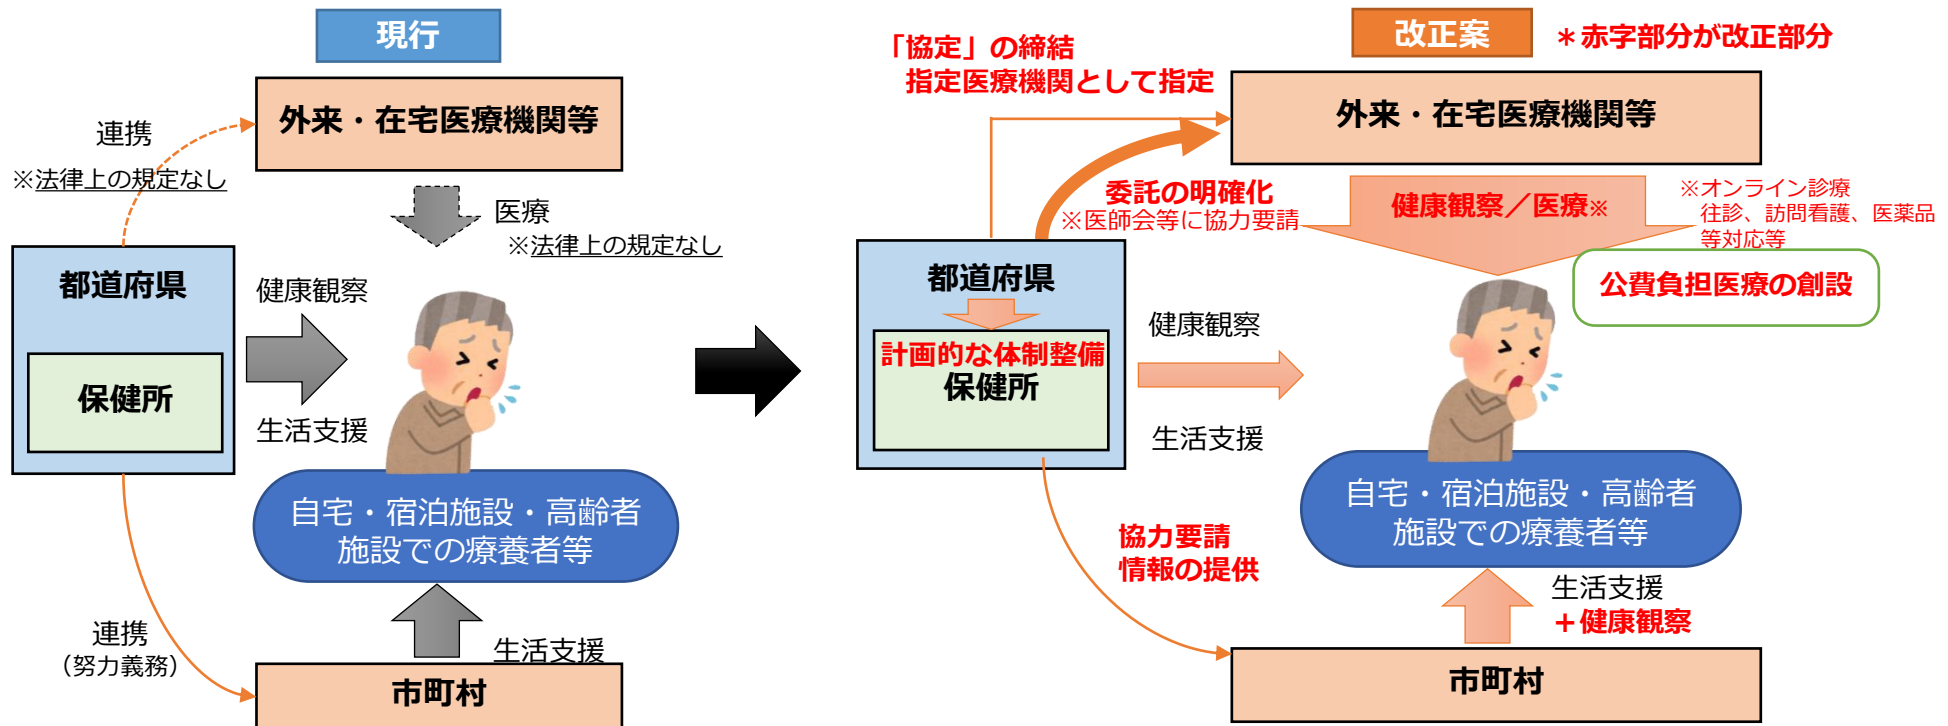 現行
外来・在宅医療機関等
連携
※法律上の規定なし
医療
※法律上の規定なし
都道府県
保健所
健康観察
生活支援
自宅・宿泊施設・高齢者
施設での療養者等
連携
（努力義務）
生活支援
市町村
改正案
＊赤字部分が改正部分
「協定」の締結
指定医療機関として指定
外来・在宅医療機関等
委託の明確化
※医師会等に協力要請
健康観察／医療※
※オンライン診療
往診、訪問看護、医薬品
等対応等
公費負担医療の創設
都道府県
計画的な体制整備
保健所
健康観察
生活支援
自宅・宿泊施設・高齢者
施設での療養者等
協力要請
情報の提供
生活支援
＋健康観察
市町村